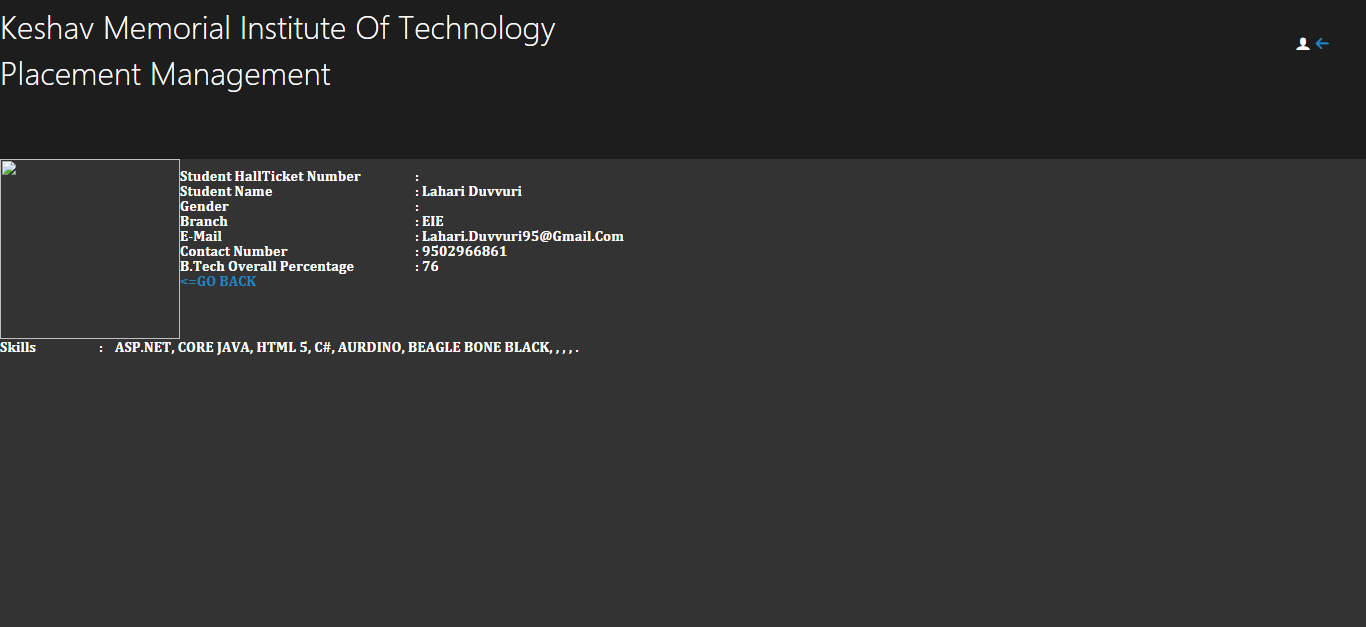 Keshav Memorial Institute Of Technology
Placement Management
Student HallTicket Number :
Student Name : Lahari Duvvuri
Gender :
Branch : EIE
E-Mail : Lahari.Duvvuri95@Gmail.Com
Contact Number : 9502966861
B.Tech Overall Percentage : 76
<=GO BACK
Skills : ASP.NET, CORE JAVA, HTML 5, C#, AURDINO, BEAGLE BONE BLACK, , , , .